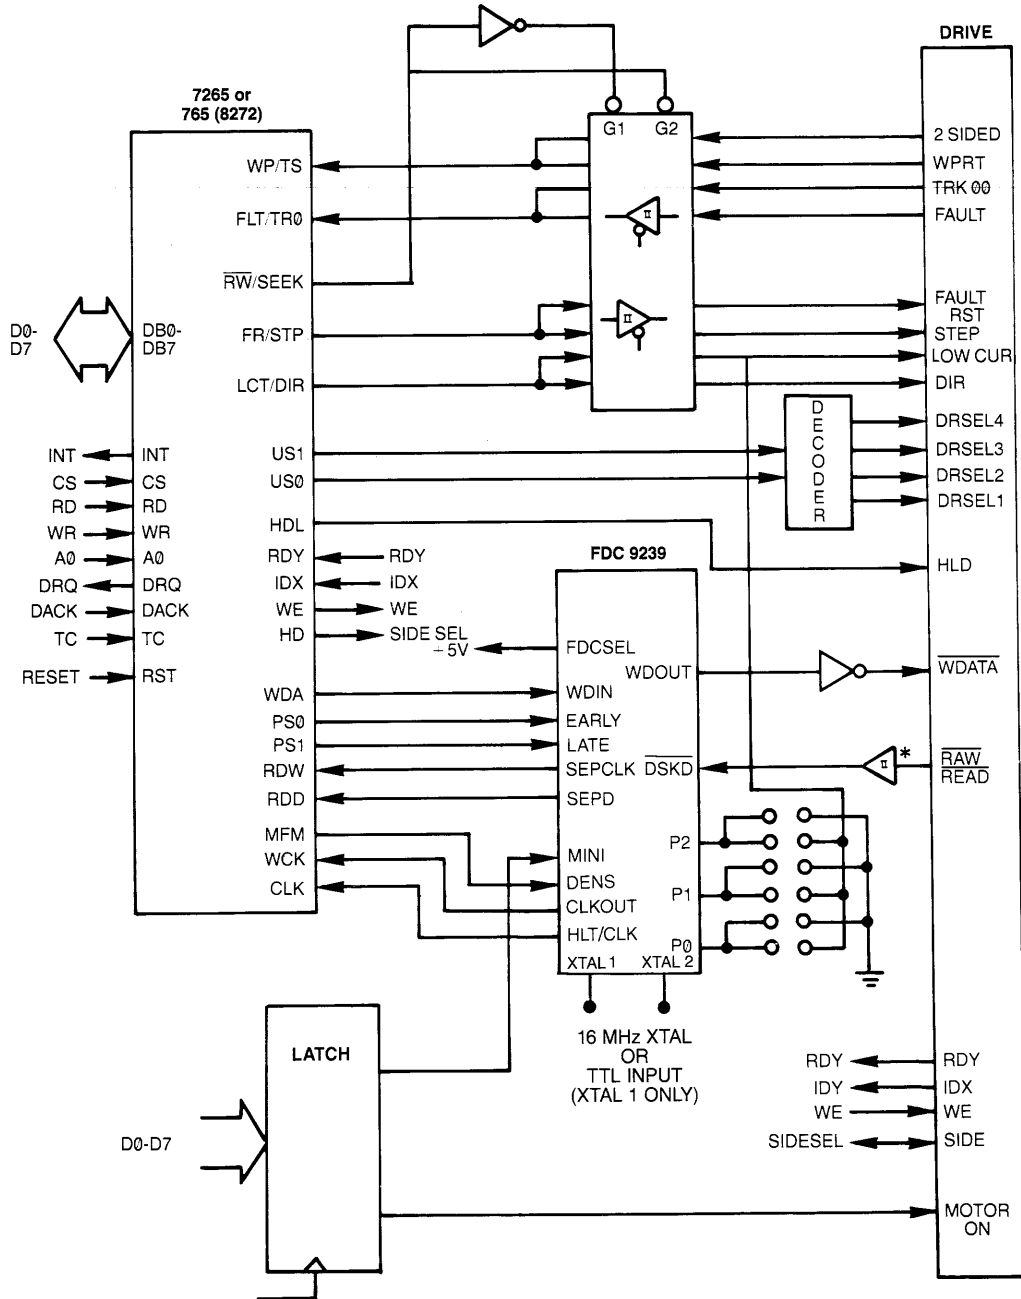 DRIVE
7265 or
765 (8272)
G1 G2
WP/TS
FLT/TR0
RW/SEEK
FR/STP
LCT/DIR
US1
US0
HDL
RDY
IDX
WE
HD
WDA
PS0
PS1
RDW
RDD
MFM
WCK
CLK
D0-
D7
DB0-
DB7
INT INT
CS CS
RD RD
WR WR
A0 A0
DRQ DRQ
DACK DACK
TC TC
RESET RST
RDY
IDX
WE
SIDE SEL
+5V
2 SIDED
WPRT
TRK 00
FAULT
FAULT
RST
STEP
LOW CUR
DIR
DECODER
DRSEL4
DRSEL3
DRSEL2
DRSEL1
HLD
WDATA
RAW
READ
*
FDC 9239
FDCSEL
WDOUT
WDIN
EARLY
LATE
SEPCLK DSKD
SEPD
MINI
DENS
CLKOUT
HLT/CLK
P2
P1
P0
XTAL 1 XTAL 2
16 MHz XTAL
OR
TTL INPUT
(XTAL 1 ONLY)
LATCH
D0-D7
RDY RDY
IDY IDX
WE WE
SIDESEL SIDE
MOTOR
ON